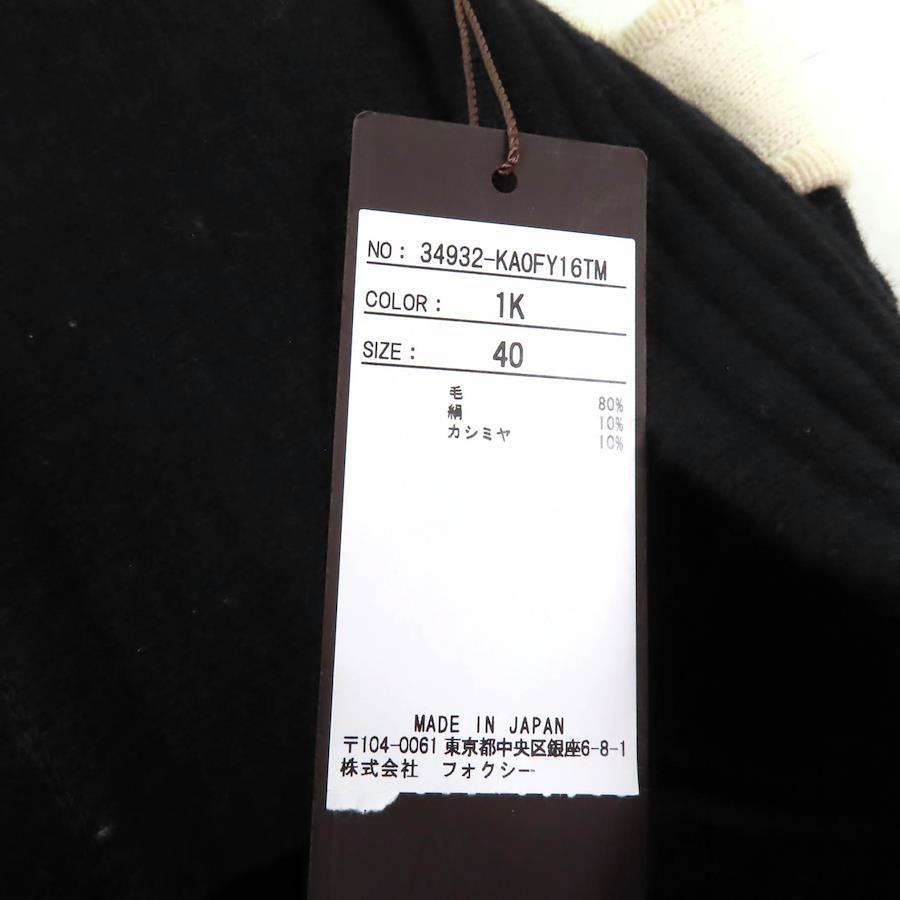 NO: 34932-KAOFY16TM
COLOR: 1K
SIZE: 40
毛 80%
絹 10%
カシミヤ 10%
MADE IN JAPAN
〒104-0061 東京都中央区銀座6-8-1
株式会社 フォクシー